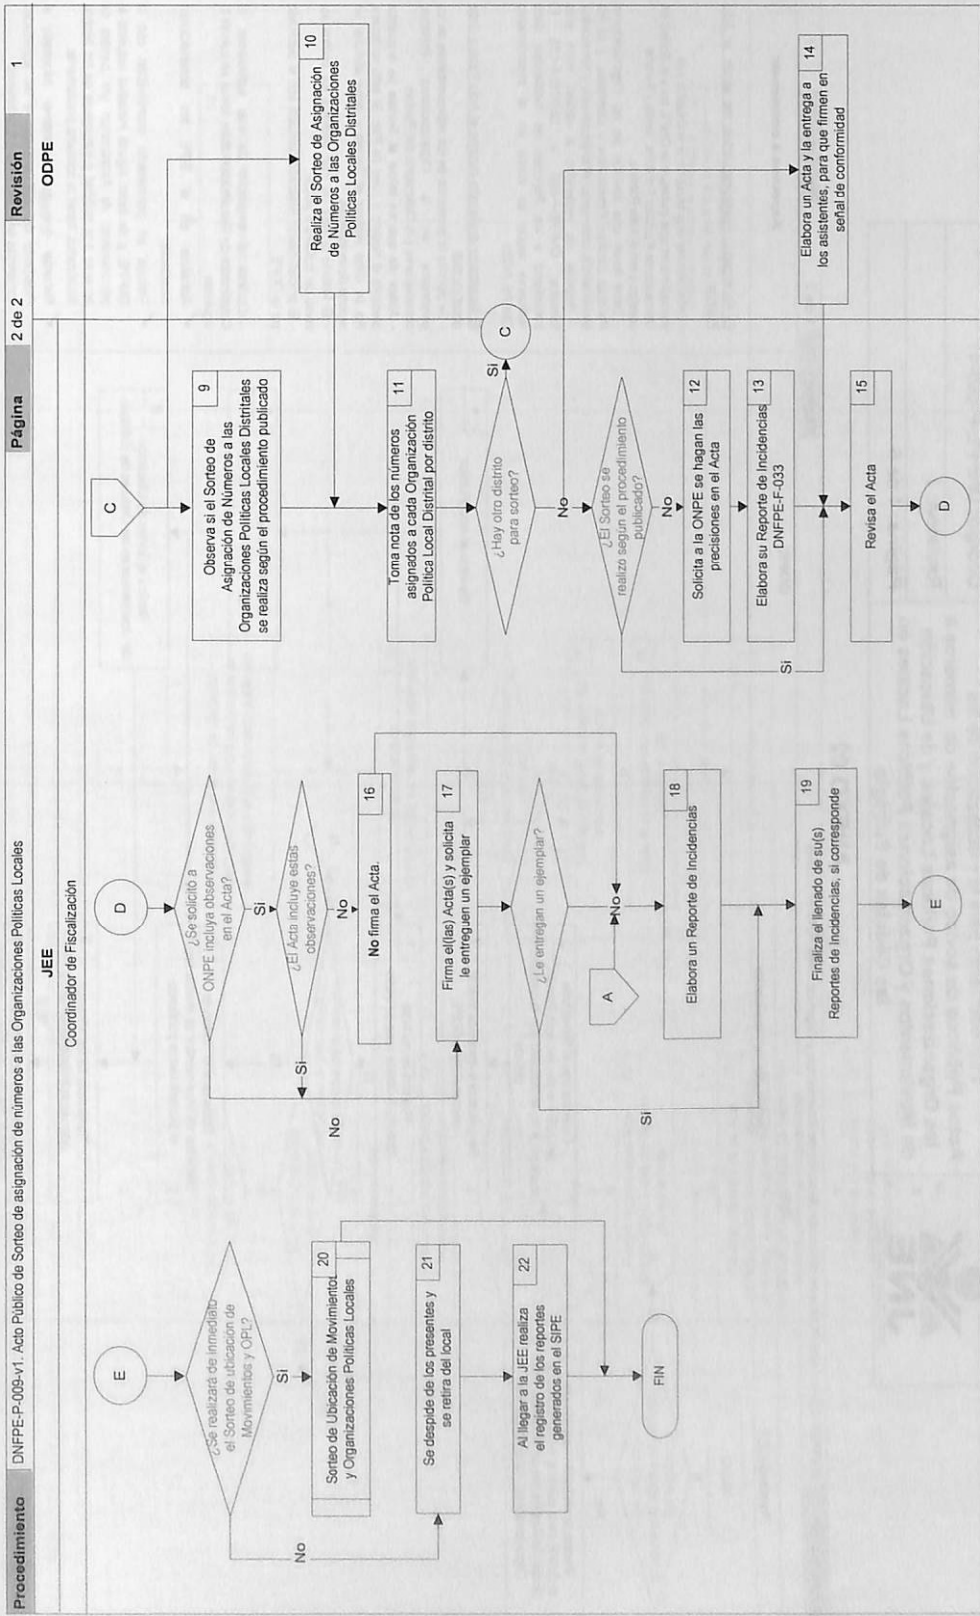 Procedimiento DNFPE-P-009-v1. Acto Público de Sorteo de asignación de números a las Organizaciones Políticas Locales Página 2 de 2 Revisión 1
JEE
ODPE
Coordinador de Fiscalización
E
¿Se realizará de inmediato
el Sorteo de ubicación de
Movimientos y OPL?
Si
No
20
Sorteo de Ubicación de Movimientos
y Organizaciones Políticas Locales
21
Se despide de los presentes y
se retira del local
22
Al llegar a la JEE realiza
el registro de los reportes
generados en el SIPE
FIN
D
¿Se solicitó a
ONPE incluya observaciones
en el Acta?
Si
¿El Acta incluye estas
observaciones?
Si
No
No
16
No firma el Acta.
17
Firma el(las) Acta(s) y solicita
le entreguen un ejemplar
¿Le entregan un ejemplar?
A
No
Si
18
Elabora un Reporte de Incidencias
19
Finaliza el llenado de su(s)
Reportes de Incidencias, si corresponde
E
C
9
Observa si el Sorteo de
Asignación de Números a las
Organizaciones Políticas Locales Distritales
se realiza según el procedimiento publicado
10
Realiza el Sorteo de Asignación
de Números a las Organizaciones
Políticas Locales Distritales
11
Toma nota de los números
asignados a cada Organización
Política Local Distrital por distrito
¿Hay otro distrito
para sorteo?
Si
C
No
¿El Sorteo se
realizó según el procedimiento
publicado?
No
Si
12
Solicita a la ONPE se hagan las
precisiones en el Acta
13
Elabora su Reporte de Incidencias
DNFPE-F-033
14
Elabora un Acta y la entrega a
los asistentes, para que firmen en
señal de conformidad
15
Revisa el Acta
D